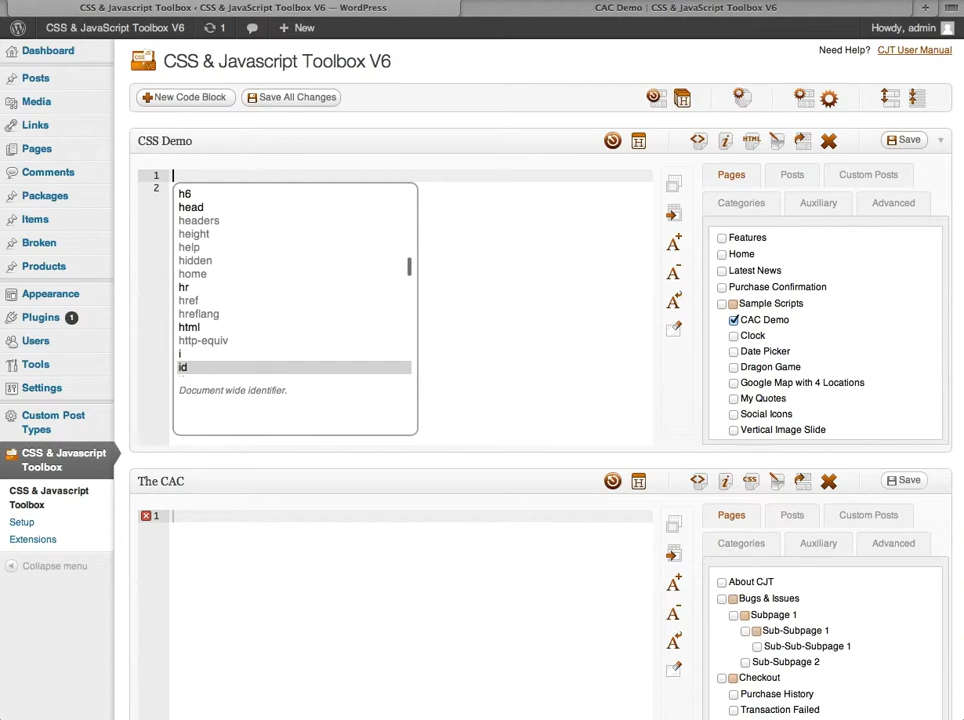 CSS & Javascript Toolbox ‹ CSS & Javascript Toolbox V6 — WordPress
CAC Demo | CSS & JavaScript Toolbox V6
CSS & JavaScript Toolbox V6
1
New
Howdy, admin
Dashboard
Posts
Media
Links
Pages
Comments
Packages
Items
Broken
Products
Appearance
Plugins 1
Users
Tools
Settings
Custom Post
Types
CSS & Javascript
Toolbox
CSS & Javascript
Toolbox
Setup
Extensions
Collapse menu
CSS & Javascript Toolbox V6
Need Help? CJT User Manual
New Code Block
Save All Changes
CSS Demo
HTML
Save
1
2
h6
head
headers
height
help
hidden
home
hr
href
hreflang
html
http-equiv
i
id
Document wide identifier.
Pages
Posts
Custom Posts
Categories
Auxiliary
Advanced
Features
Home
Latest News
Purchase Confirmation
Sample Scripts
CAC Demo
Clock
Date Picker
Dragon Game
Google Map with 4 Locations
My Quotes
Social Icons
Vertical Image Slide
The CAC
CSS
Save
1
Pages
Posts
Custom Posts
Categories
Auxiliary
Advanced
About CJT
Bugs & Issues
Subpage 1
Sub-Subpage 1
Sub-Sub-Subpage 1
Sub-Subpage 2
Checkout
Purchase History
Transaction Failed